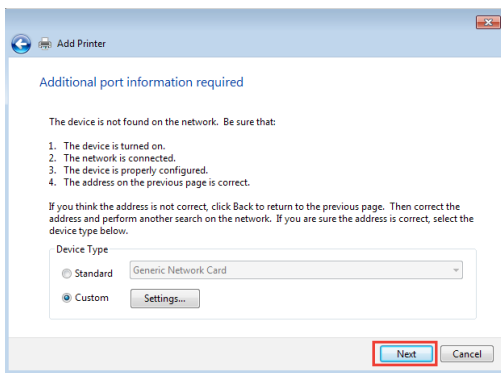 Add Printer
Additional port information required
The device is not found on the network. Be sure that:
1. The device is turned on.
2. The network is connected.
3. The device is properly configured.
4. The address on the previous page is correct.
If you think the address is not correct, click Back to return to the previous page. Then correct the
address and perform another search on the network. If you are sure the address is correct, select the
device type below.
Device Type
Standard Generic Network Card
Custom Settings...
Next Cancel